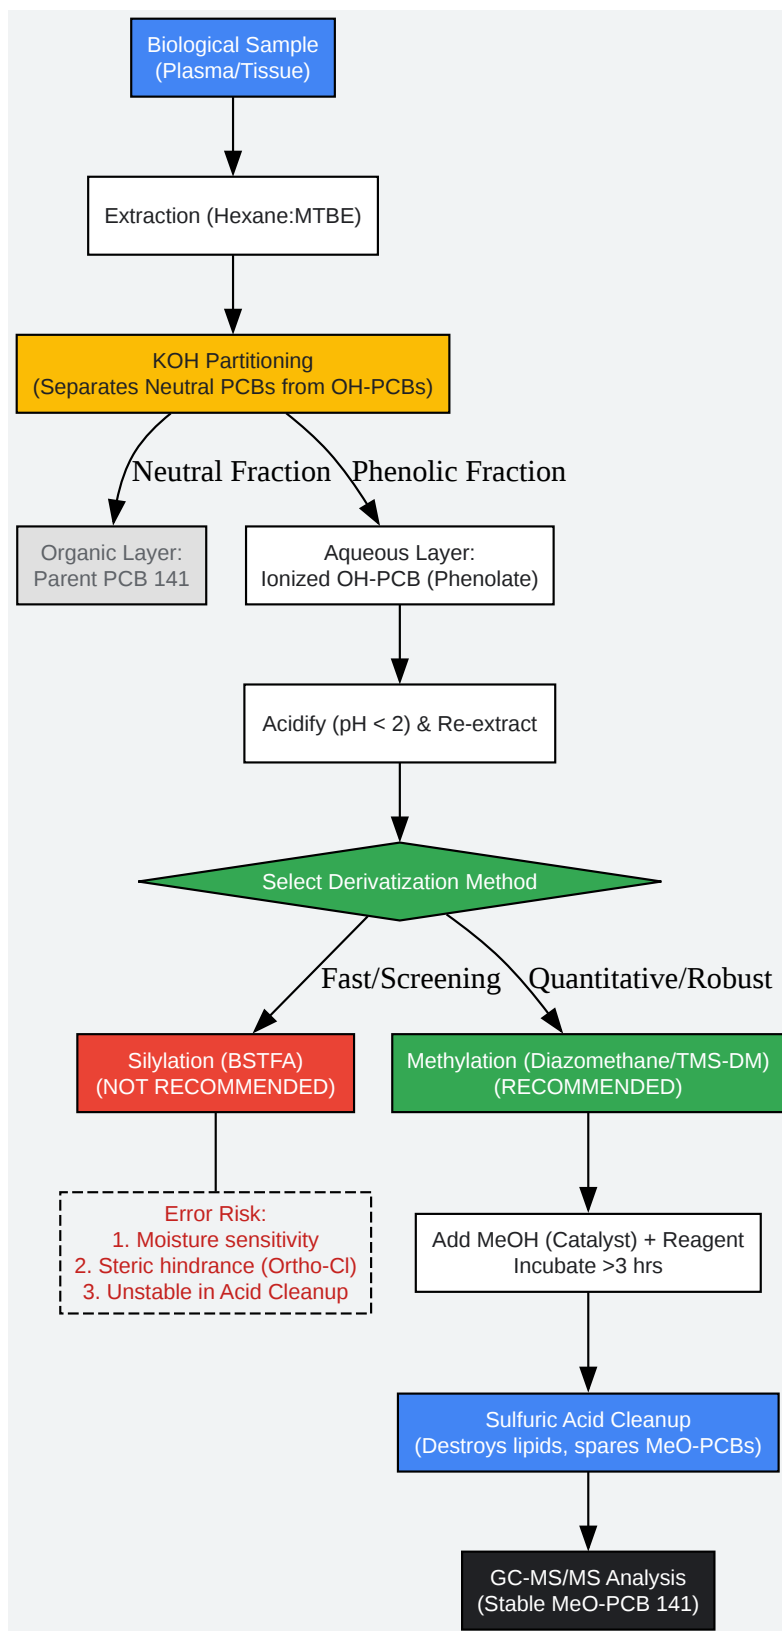 Biological Sample
(Plasma/Tissue)
Extraction (Hexane:MTBE)
KOH Partitioning
(Separates Neutral PCBs from OH-PCBs)
Neutral Fraction
Phenolic Fraction
Organic Layer:
Parent PCB 141
Aqueous Layer:
Ionized OH-PCB (Phenolate)
Acidify (pH < 2) & Re-extract
Select Derivatization Method
Fast/Screening
Quantitative/Robust
Silylation (BSTFA)
(NOT RECOMMENDED)
Methylation (Diazomethane/TMS-DM)
(RECOMMENDED)
Error Risk:
1. Moisture sensitivity
2. Steric hindrance (Ortho-Cl)
3. Unstable in Acid Cleanup
Add MeOH (Catalyst) + Reagent
Incubate >3 hrs
Sulfuric Acid Cleanup
(Destroys lipids, spares MeO-PCBs)
GC-MS/MS Analysis
(Stable MeO-PCB 141)